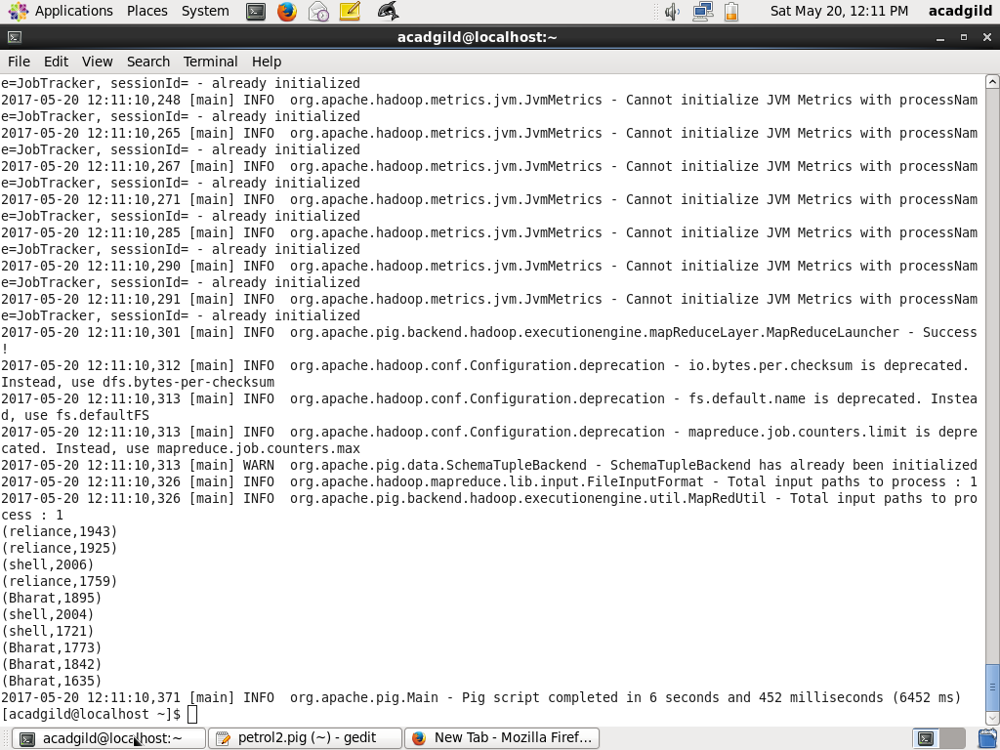 Applications Places System Sat May 20, 12:11 PM acadgild
acadgild@localhost:~
File Edit View Search Terminal Help
e=JobTracker, sessionId= - already initialized
2017-05-20 12:11:10,248 [main] INFO  org.apache.hadoop.metrics.jvm.JvmMetrics - Cannot initialize JVM Metrics with processNam
e=JobTracker, sessionId= - already initialized
2017-05-20 12:11:10,265 [main] INFO  org.apache.hadoop.metrics.jvm.JvmMetrics - Cannot initialize JVM Metrics with processNam
e=JobTracker, sessionId= - already initialized
2017-05-20 12:11:10,267 [main] INFO  org.apache.hadoop.metrics.jvm.JvmMetrics - Cannot initialize JVM Metrics with processNam
e=JobTracker, sessionId= - already initialized
2017-05-20 12:11:10,271 [main] INFO  org.apache.hadoop.metrics.jvm.JvmMetrics - Cannot initialize JVM Metrics with processNam
e=JobTracker, sessionId= - already initialized
2017-05-20 12:11:10,285 [main] INFO  org.apache.hadoop.metrics.jvm.JvmMetrics - Cannot initialize JVM Metrics with processNam
e=JobTracker, sessionId= - already initialized
2017-05-20 12:11:10,290 [main] INFO  org.apache.hadoop.metrics.jvm.JvmMetrics - Cannot initialize JVM Metrics with processNam
e=JobTracker, sessionId= - already initialized
2017-05-20 12:11:10,291 [main] INFO  org.apache.hadoop.metrics.jvm.JvmMetrics - Cannot initialize JVM Metrics with processNam
e=JobTracker, sessionId= - already initialized
2017-05-20 12:11:10,301 [main] INFO  org.apache.pig.backend.hadoop.executionengine.mapReduceLayer.MapReduceLauncher - Success
!
2017-05-20 12:11:10,312 [main] INFO  org.apache.hadoop.conf.Configuration.deprecation - io.bytes.per.checksum is deprecated.
Instead, use dfs.bytes-per-checksum
2017-05-20 12:11:10,313 [main] INFO  org.apache.hadoop.conf.Configuration.deprecation - fs.default.name is deprecated. Instea
d, use fs.defaultFS
2017-05-20 12:11:10,313 [main] INFO  org.apache.hadoop.conf.Configuration.deprecation - mapreduce.job.counters.limit is depre
cated. Instead, use mapreduce.job.counters.max
2017-05-20 12:11:10,313 [main] WARN  org.apache.pig.data.SchemaTupleBackend - SchemaTupleBackend has already been initialized
2017-05-20 12:11:10,326 [main] INFO  org.apache.hadoop.mapreduce.lib.input.FileInputFormat - Total input paths to process : 1
2017-05-20 12:11:10,326 [main] INFO  org.apache.pig.backend.hadoop.executionengine.util.MapRedUtil - Total input paths to pro
cess : 1
(reliance,1943)
(reliance,1925)
(shell,2006)
(reliance,1759)
(Bharat,1895)
(shell,2004)
(shell,1721)
(Bharat,1773)
(Bharat,1842)
(Bharat,1635)
2017-05-20 12:11:10,371 [main] INFO  org.apache.pig.Main - Pig script completed in 6 seconds and 452 milliseconds (6452 ms)
[acadgild@localhost ~]$
acadgild@localhost:~ petrol2.pig (~) - gedit New Tab - Mozilla Firef...